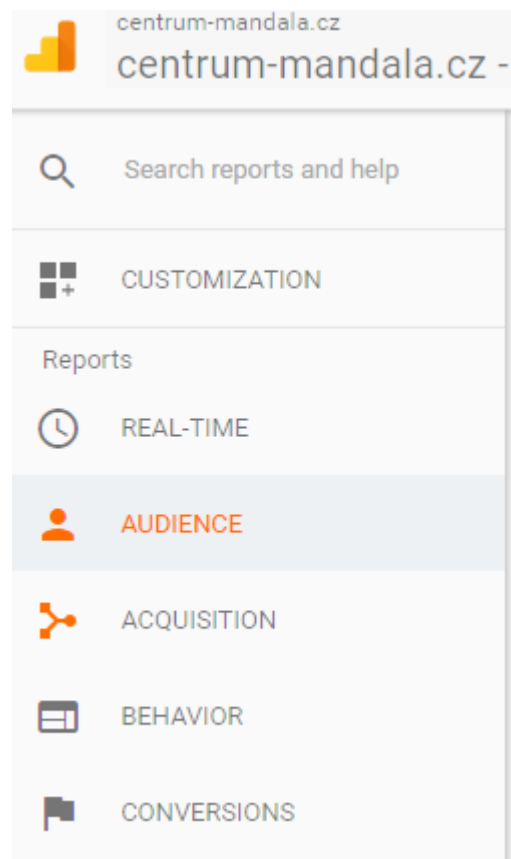 centrum-mandala.cz
centrum-mandala.cz -
Search reports and help
CUSTOMIZATION
Reports
REAL-TIME
AUDIENCE
ACQUISITION
BEHAVIOR
CONVERSIONS